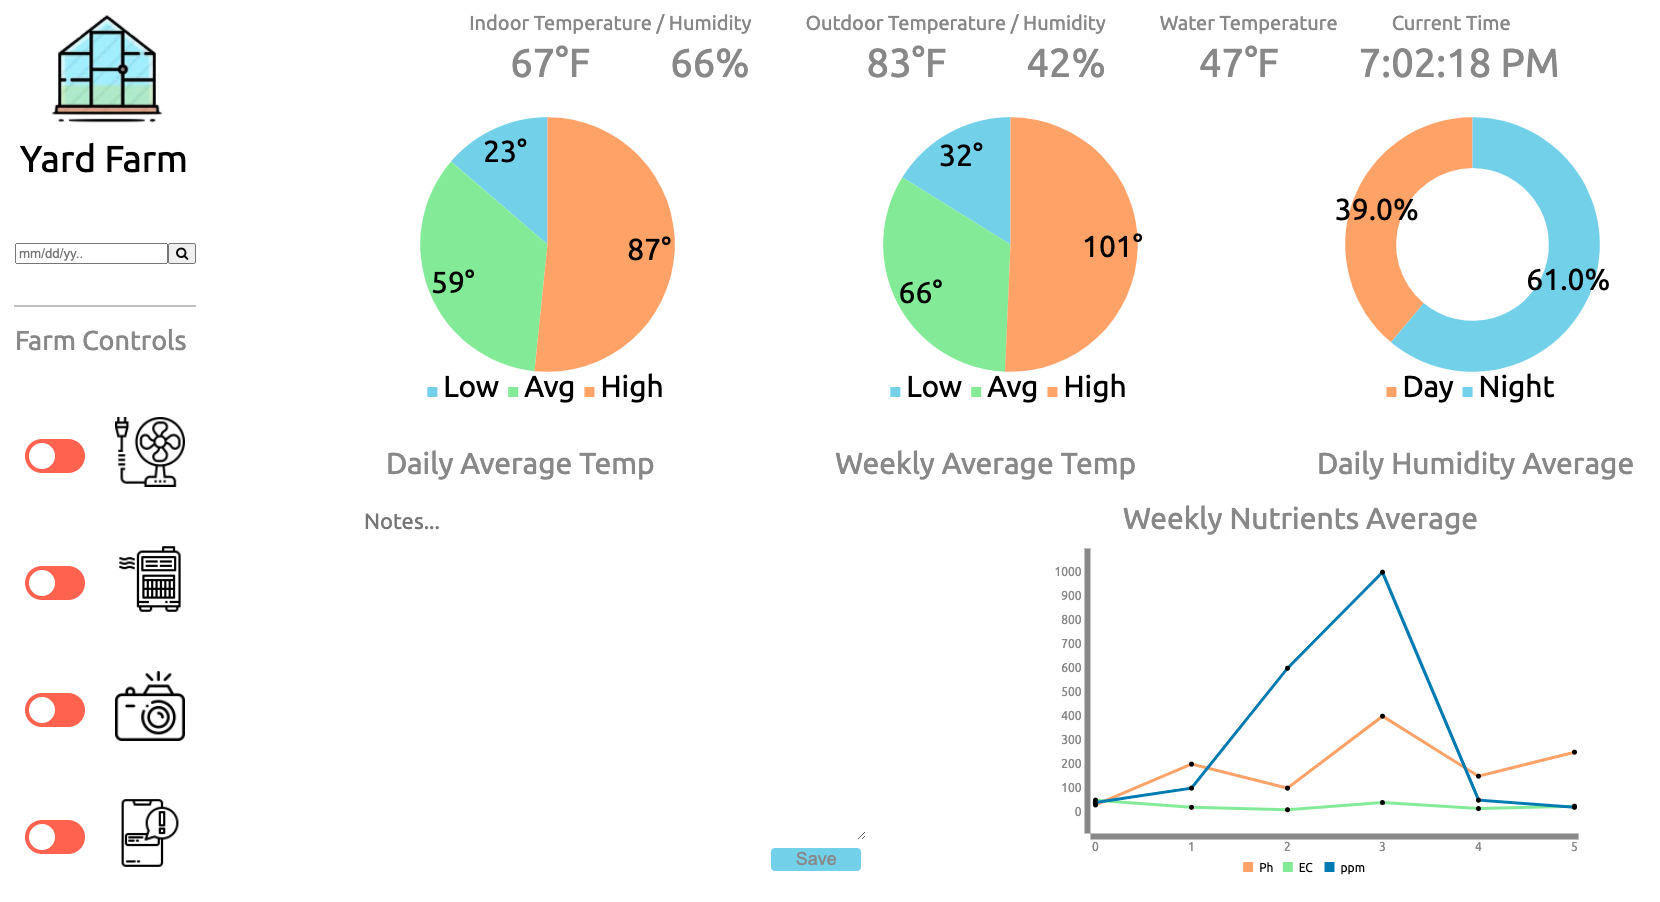 Yard Farm
mm/dd/yy..
Farm Controls
Indoor Temperature / Humidity
67°F 66%
Outdoor Temperature / Humidity
83°F 42%
Water Temperature
47°F
Current Time
7:02:18 PM
23°
87°
59°
Low Avg High
Daily Average Temp
32°
101°
66°
Low Avg High
Weekly Average Temp
39.0%
61.0%
Day Night
Daily Humidity Average
Notes...
Save
Weekly Nutrients Average
1000
900
800
700
600
500
400
300
200
100
0
0 1 2 3 4 5
Ph EC ppm